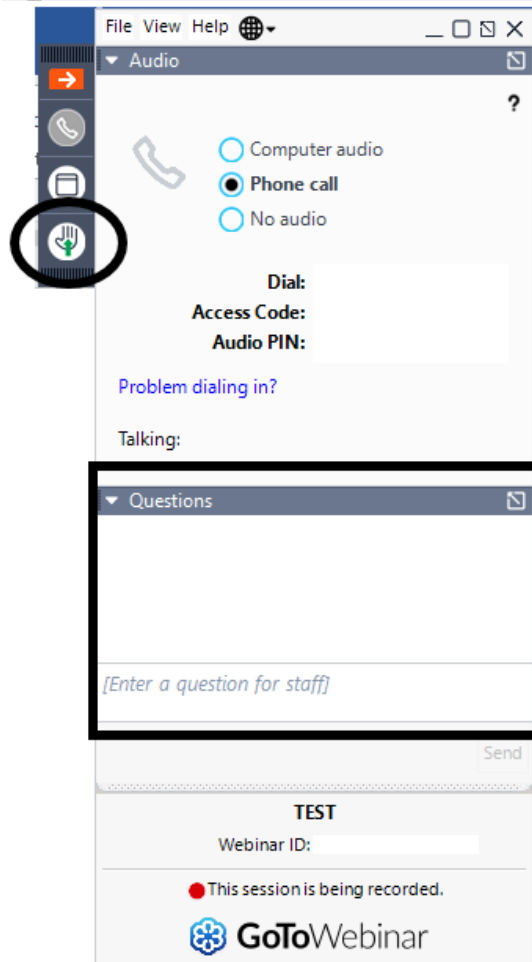 File View Help
Audio
?
Computer audio
Phone call
No audio
Dial:
Access Code:
Audio PIN:
Problem dialing in?
Talking:
Questions
[Enter a question for staff]
Send
TEST
Webinar ID:
This session is being recorded.
GoToWebinar